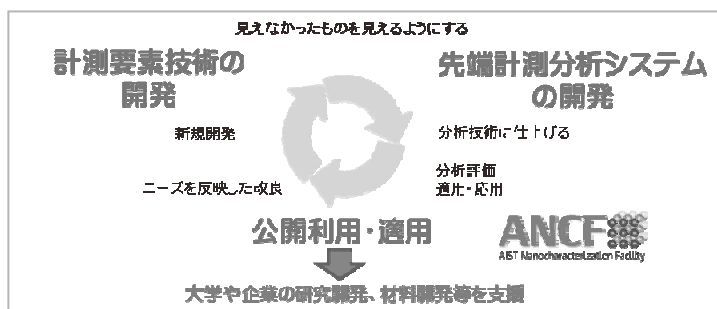 見えなかったものを見えるようにする
計測要素技術の
開発
先端計測分析システム
の開発
新規開発
分析技術に仕上げる
ニーズを反映した改良
分析評価
適用・応用
公開利用・適用
ANCF
AIST Nanocharacterization Facility
大学や企業の研究開発、材料開発等を支援